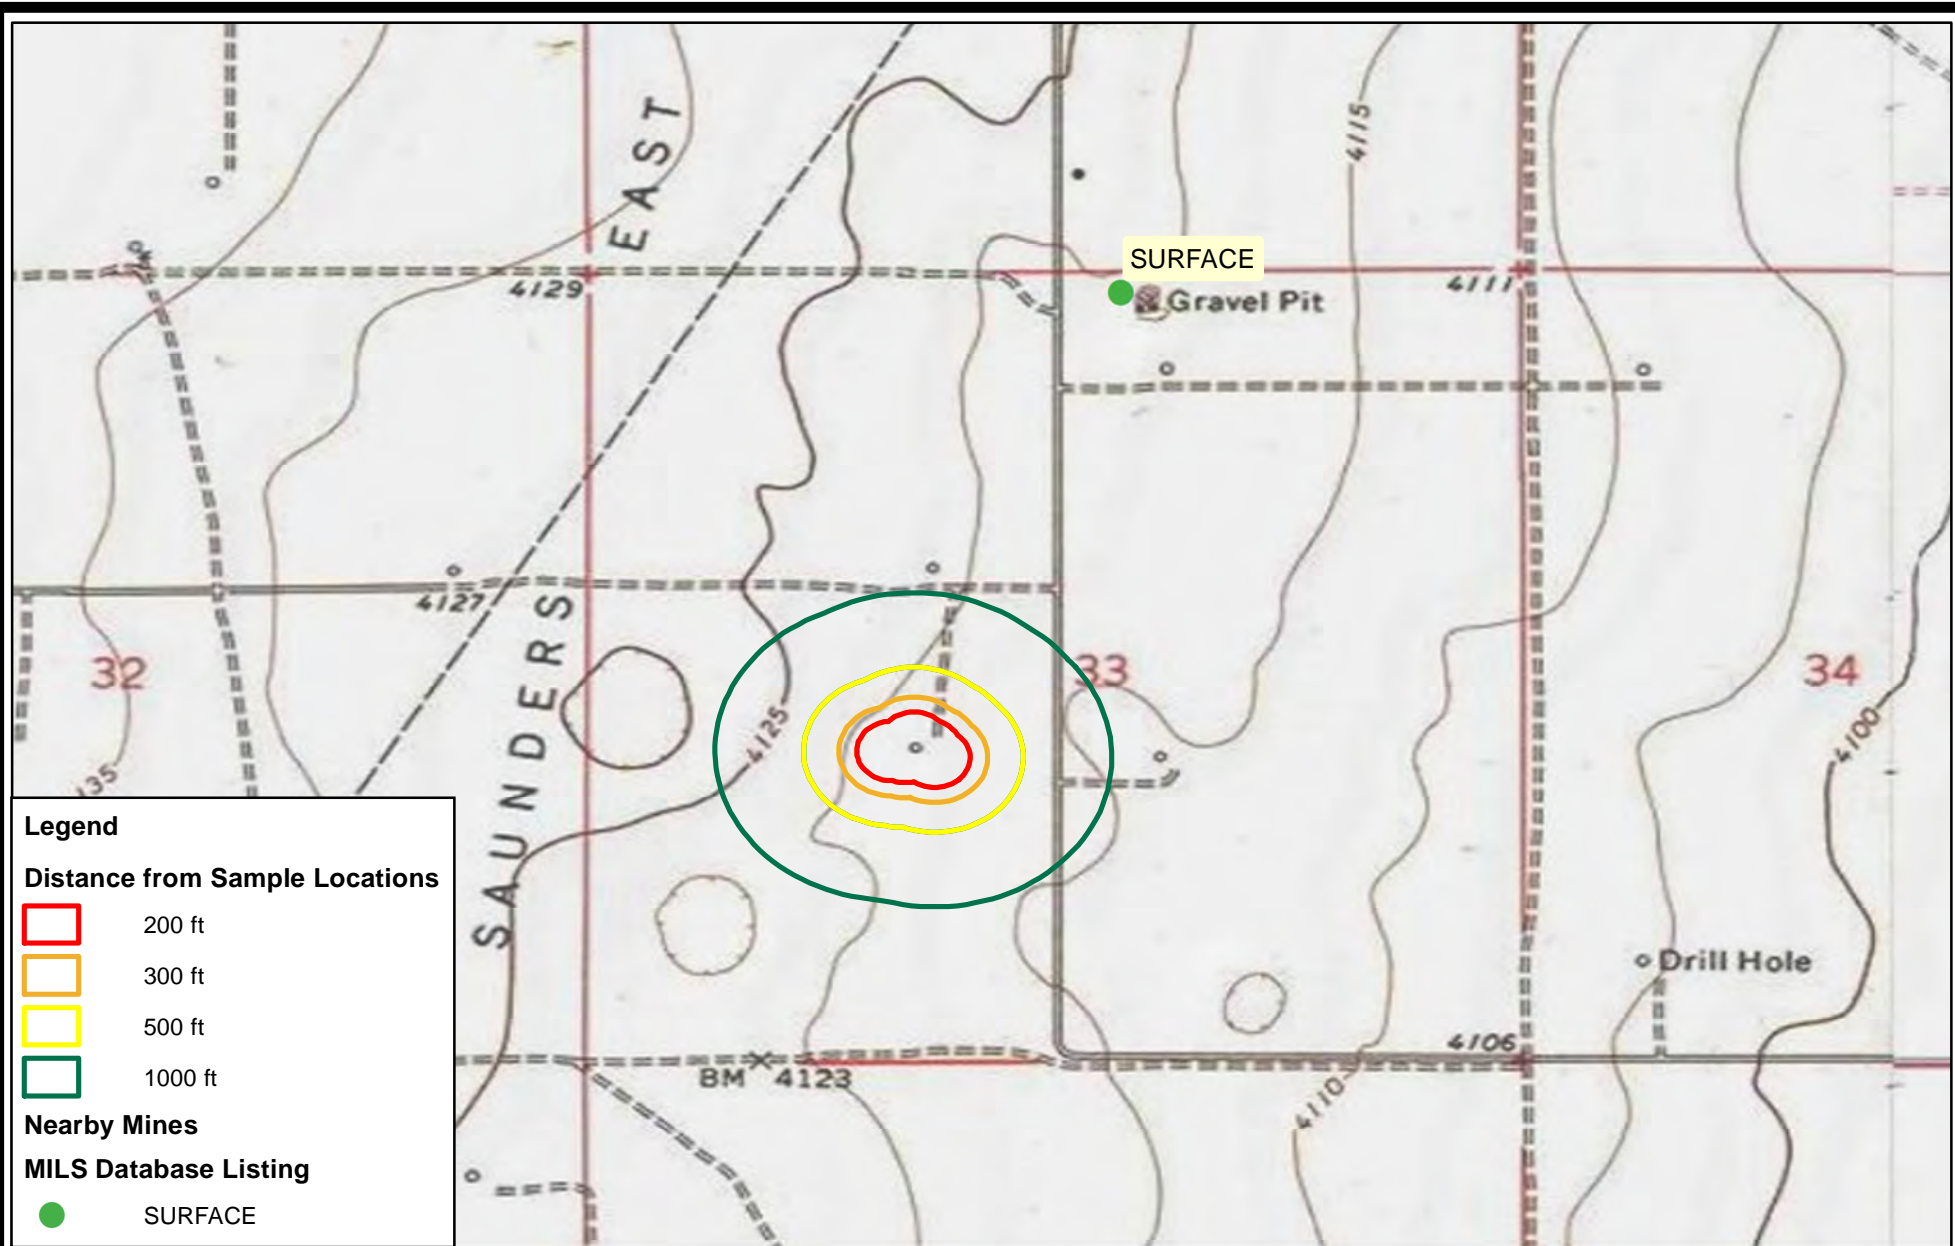 EAST
4115
SURFACE
4129
4111
Gravel Pit
4127
SAUNDERS
32
33
34
4125
4100
135
Legend
Distance from Sample Locations
200 ft
300 ft
500 ft
1000 ft
Nearby Mines
MILS Database Listing
SURFACE
Drill Hole
4106
BM 4123
4110